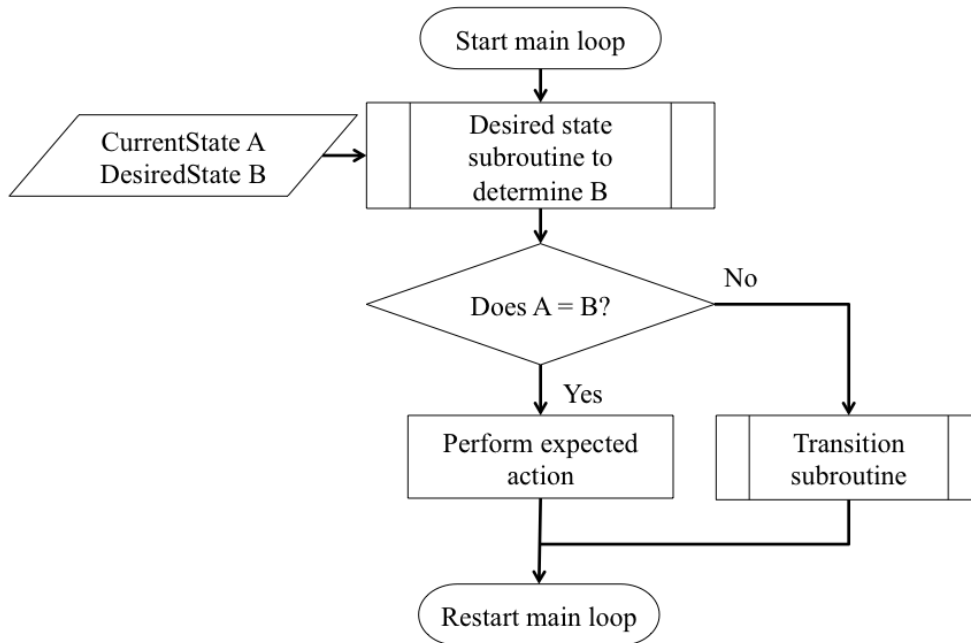 Start main loop
CurrentState A
DesiredState B
Desired state
subroutine to
determine B
Does A = B?
No
Yes
Perform expected
action
Transition
subroutine
Restart main loop